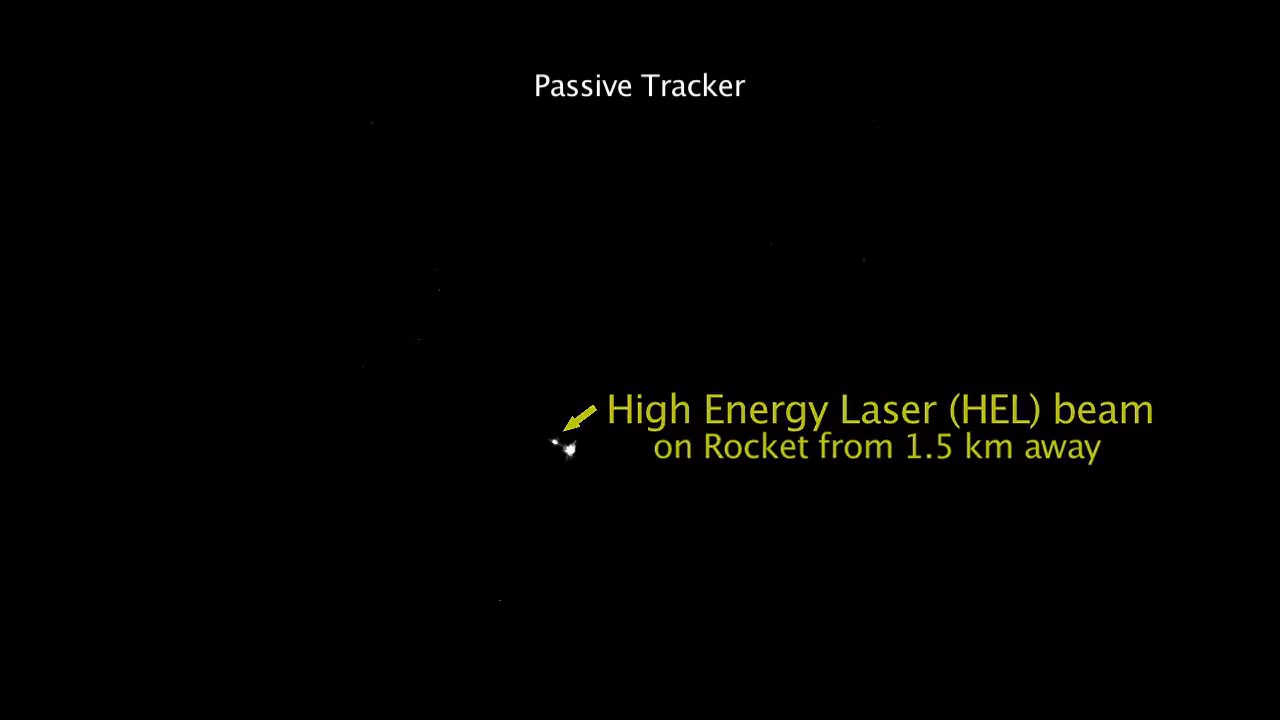 Passive Tracker
High Energy Laser (HEL) beam
on Rocket from 1.5 km away